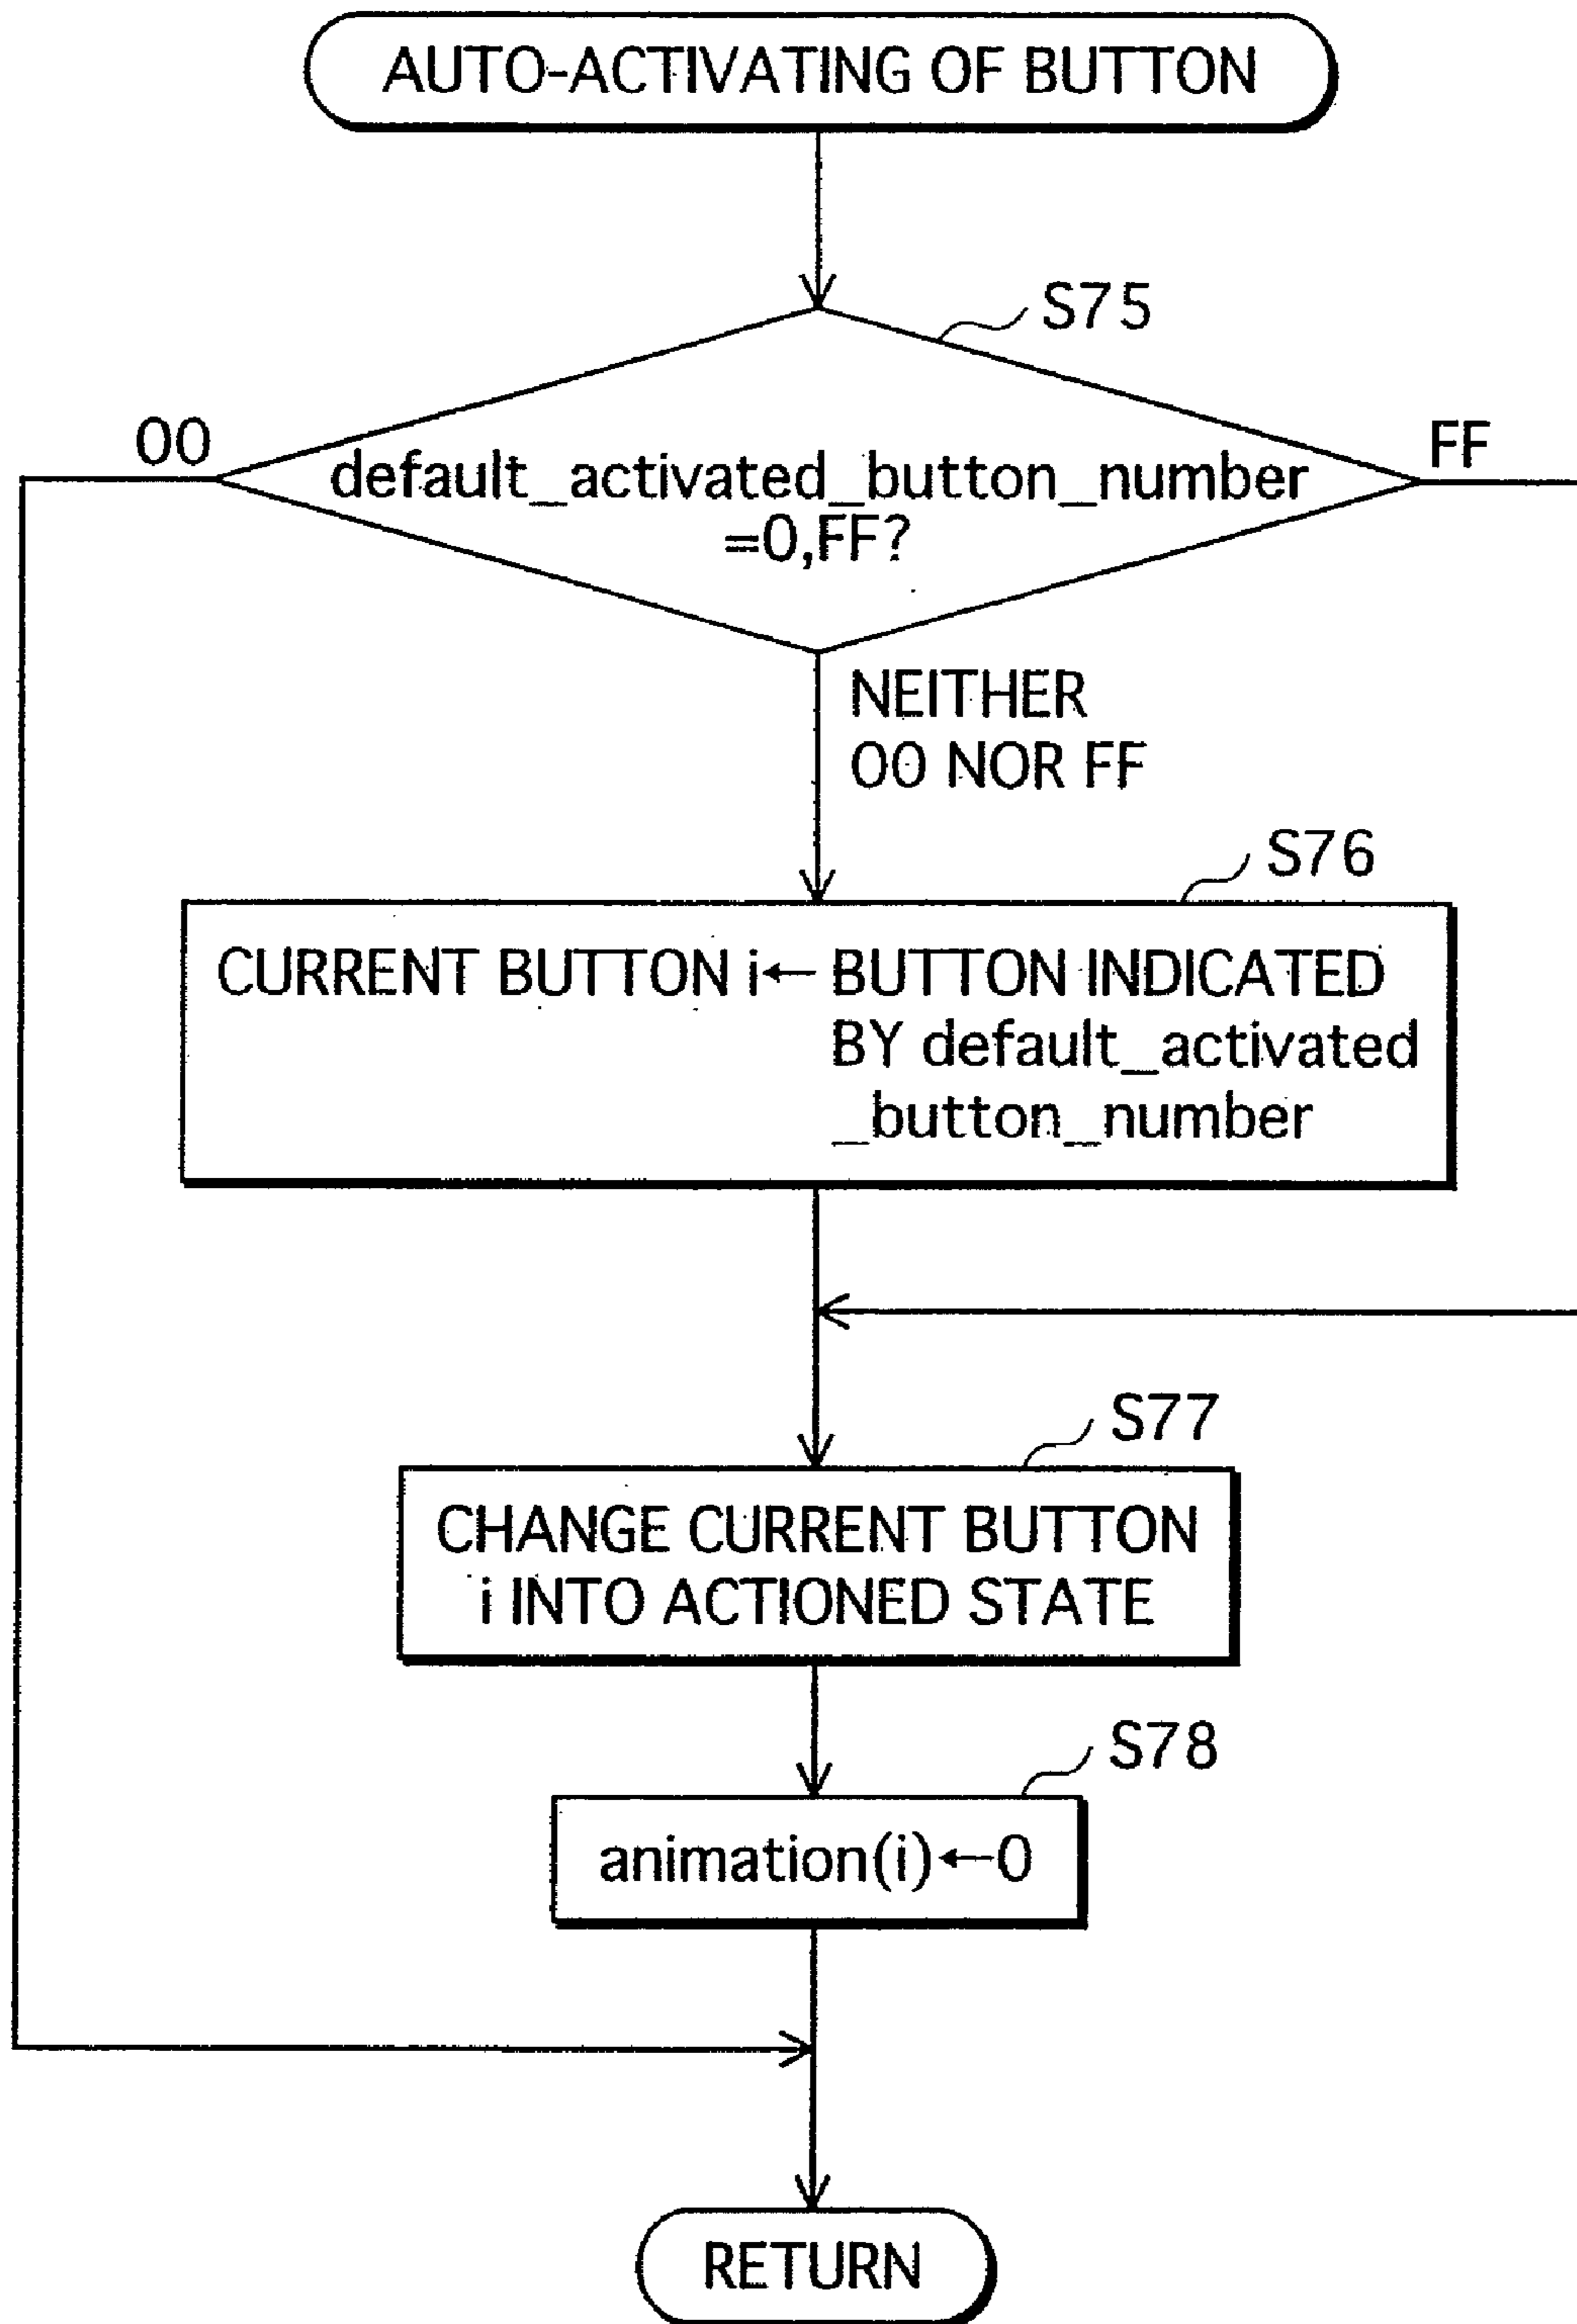 AUTO-ACTIVATING OF BUTTON
S75
00
FF
default_activated_button_number
=0,FF?
NEITHER
00 NOR FF
S76
CURRENT BUTTON i← BUTTON INDICATED
BY default_activated
_button_number
S77
CHANGE CURRENT BUTTON
i INTO ACTIONED STATE
S78
animation(i)←0
RETURN